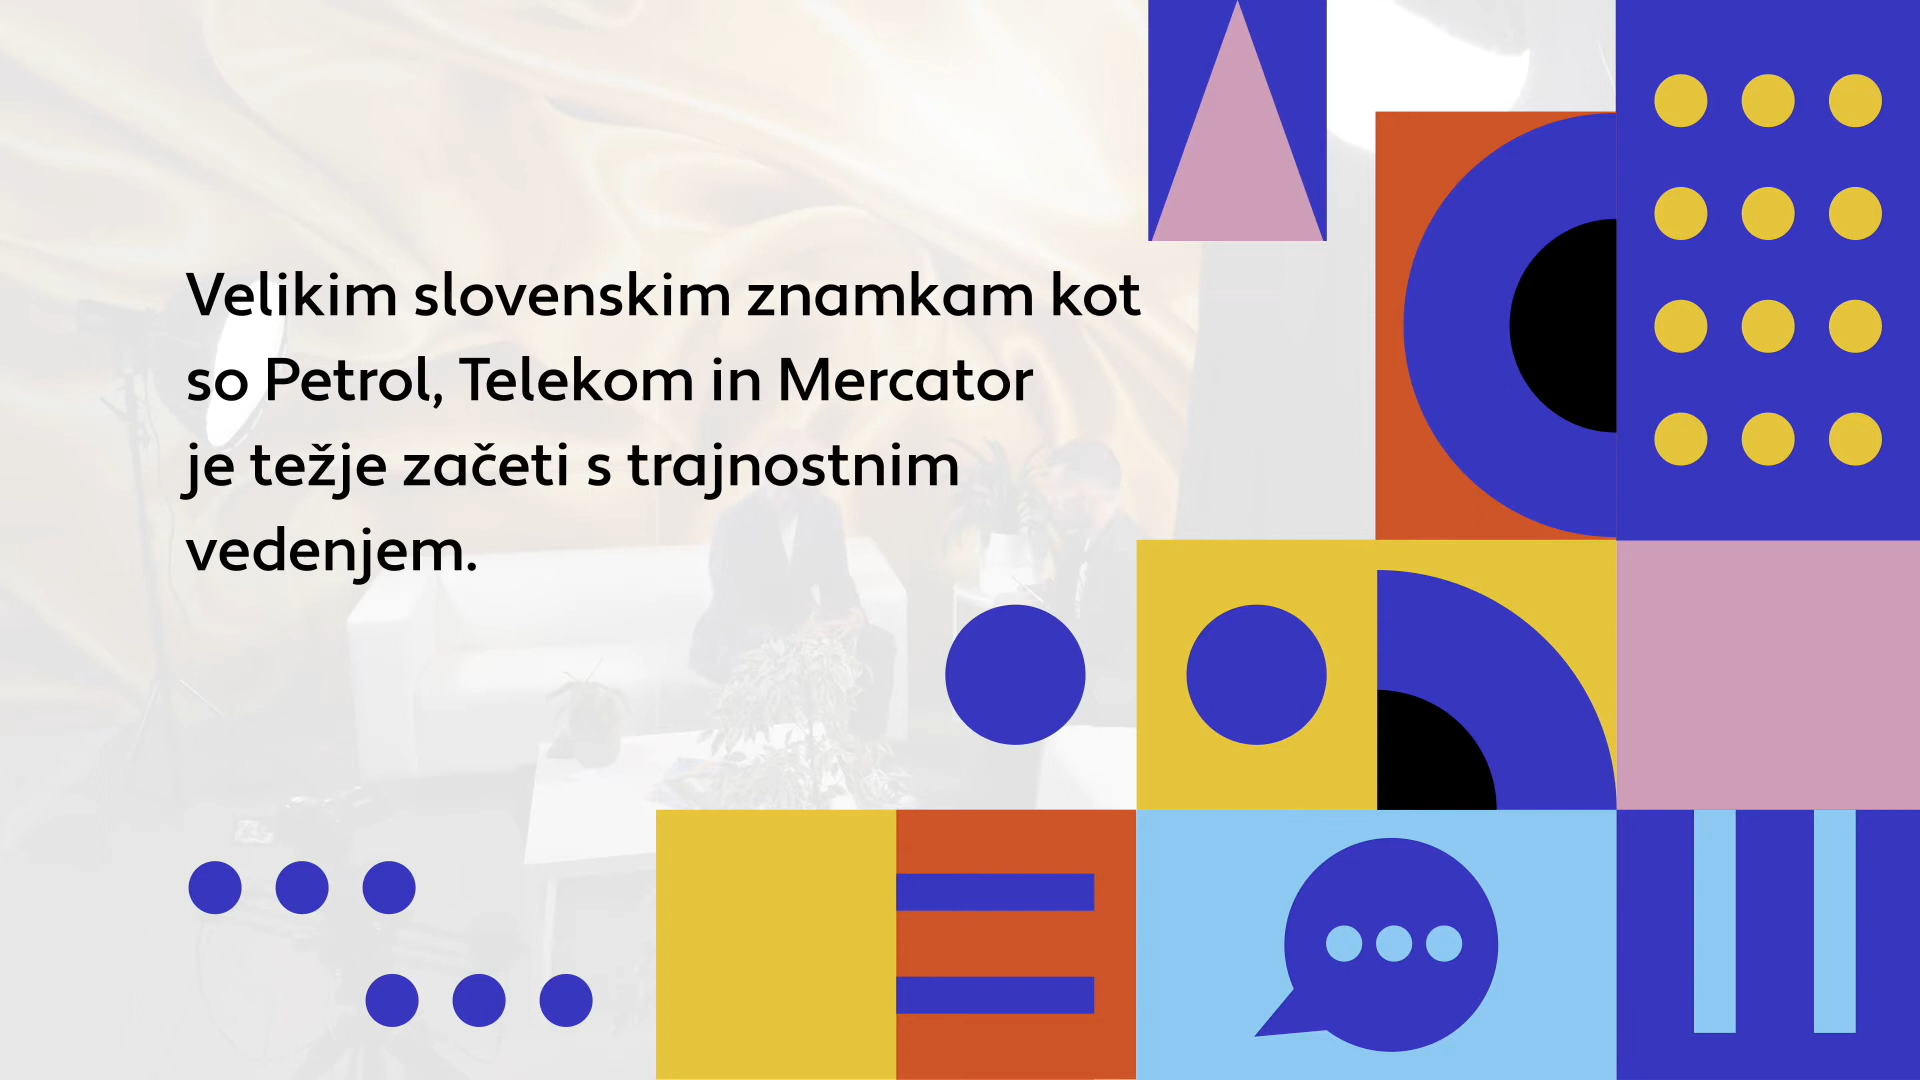 Velikim slovenskim znamkam kot
so Petrol, Telekom in Mercator
je težje začeti s trajnostnim
vedenjem.